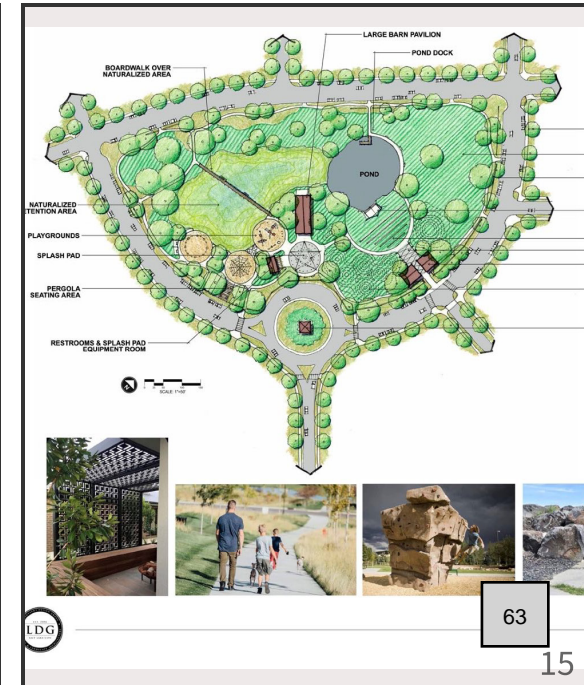 LARGE BARN PAVILION
POND DOCK
BOARDWALK OVER
NATURALIZED AREA
POND
NATURALIZED
TENTION AREA
PLAYGROUNDS
SPLASH PAD
PERGOLA
SEATING AREA
RESTROOMS & SPLASH PAD
EQUIPMENT ROOM
LDG
63
15